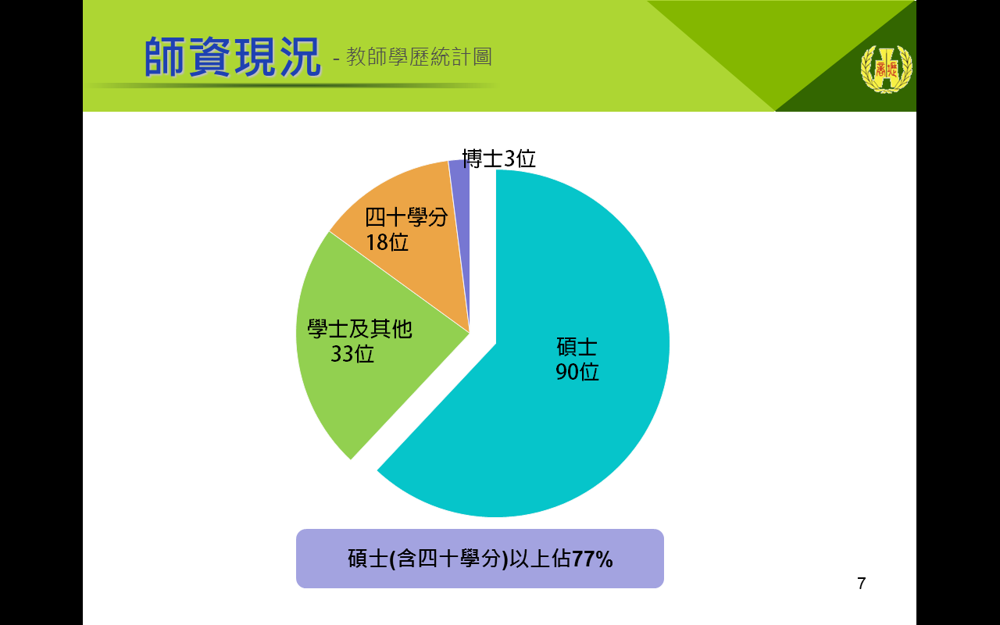 師資現況 - 教師學歷統計圖
博士3位
四十學分
18位
學士及其他
33位
碩士
90位
碩士(含四十學分)以上佔77%
7